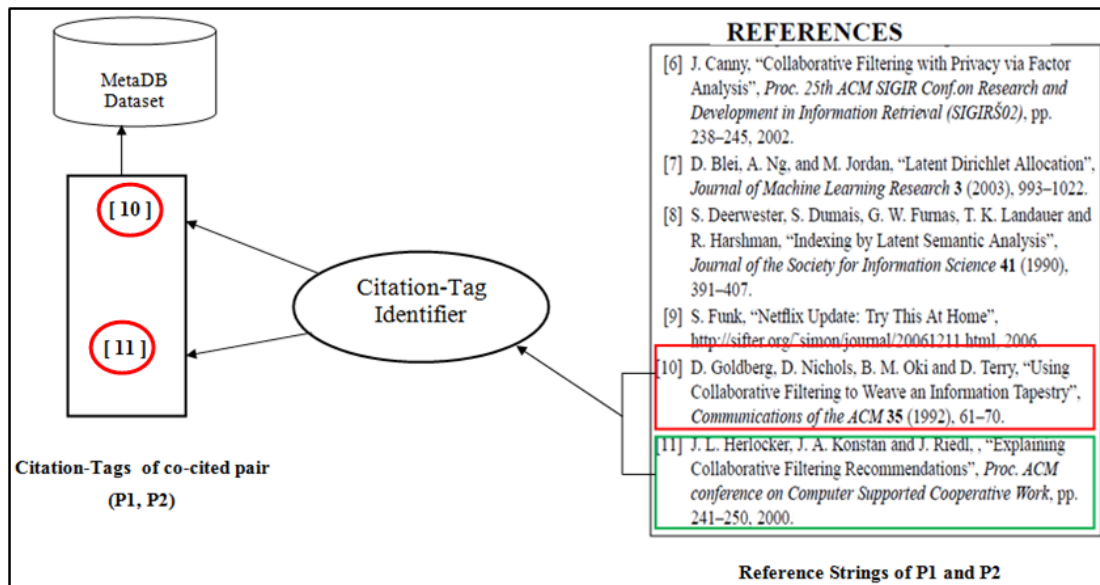 MetaDB
Dataset
[ 10 ]
[ 11 ]
Citation-Tags of co-cited pair
(P1, P2)
Citation-Tag
Identifier
REFERENCES
[6] J. Canny, “Collaborative Filtering with Privacy via Factor
Analysis”, Proc. 25th ACM SIGIR Conf.on Research and
Development in Information Retrieval (SIGIRŠ02), pp.
238–245, 2002.
[7] D. Blei, A. Ng, and M. Jordan, “Latent Dirichlet Allocation”,
Journal of Machine Learning Research 3 (2003), 993–1022.
[8] S. Deerwester, S. Dumais, G. W. Furnas, T. K. Landauer and
R. Harshman, “Indexing by Latent Semantic Analysis”,
Journal of the Society for Information Science 41 (1990),
391–407.
[9] S. Funk, “Netflix Update: Try This At Home”,
http://sifter.org/˜simon/journal/20061211.html, 2006.
[10] D. Goldberg, D. Nichols, B. M. Oki and D. Terry, “Using
Collaborative Filtering to Weave an Information Tapestry”,
Communications of the ACM 35 (1992), 61–70.
[11] J. L. Herlocker, J. A. Konstan and J. Riedl, , “Explaining
Collaborative Filtering Recommendations”, Proc. ACM
conference on Computer Supported Cooperative Work, pp.
241–250, 2000.
Reference Strings of P1 and P2